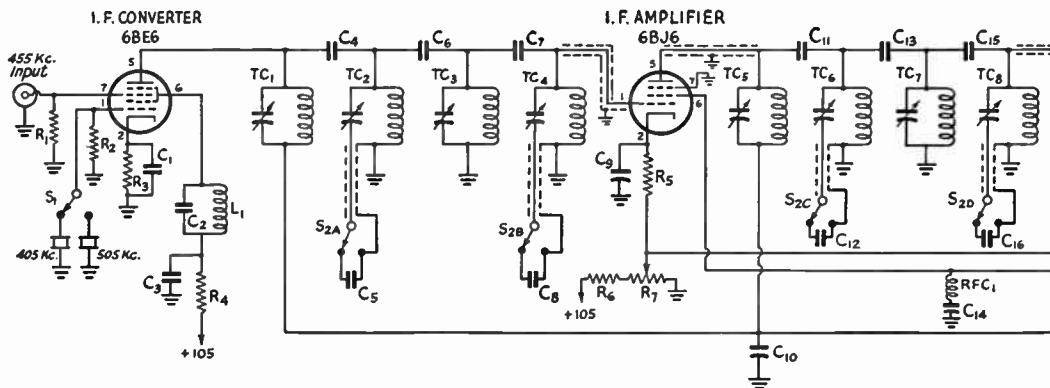 I.F. CONVERTER
6BE6
I.F. AMPLIFIER
6BJ6
455 Kc.
Input
C4
C6
C7
C11
C13
C15
5
7
1
6
2
TC1
TC2
TC3
TC4
5
7
1
6
2
TC5
TC6
TC7
TC8
R1
R2
R3
C1
C2
L1
C9
R5
S1
S2A
S2B
S2C
S2D
405 Kc.
505 Kc.
C3
R4
C5
C8
C12
C16
R6
R7
RFC1
C14
+105
+105
C10